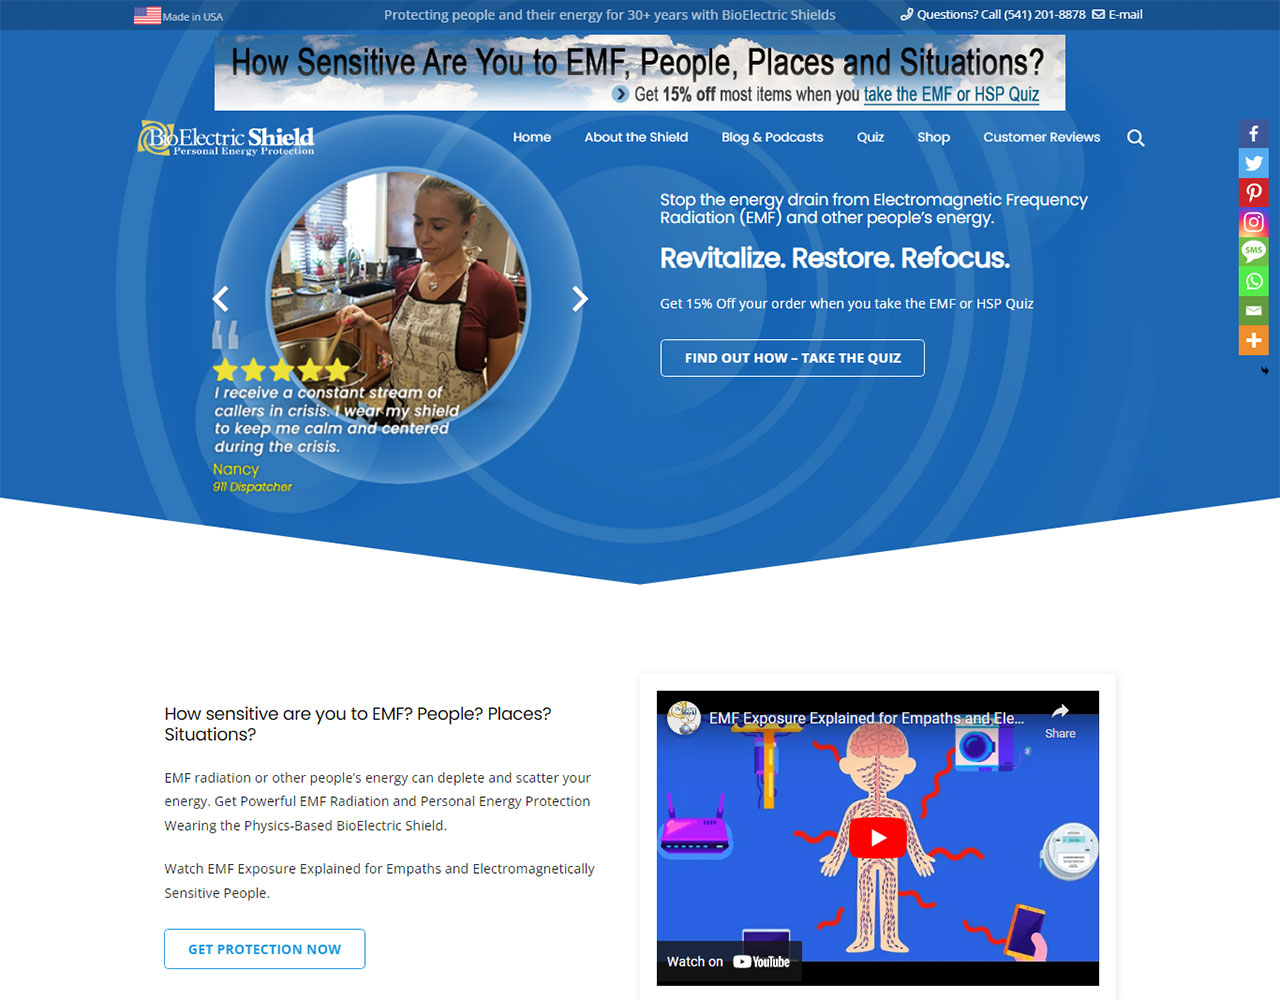 Made in USA
Protecting people and their energy for 30+ years with BioElectric Shields
Questions? Call (541) 201-8878
E-mail
How Sensitive Are You to EMF, People, Places and Situations?
Get 15% off most items when you take the EMF or HSP Quiz
BioElectric Shield
Personal Energy Protection
Home
About the Shield
Blog & Podcasts
Quiz
Shop
Customer Reviews
Stop the energy drain from Electromagnetic Frequency
Radiation (EMF) and other people’s energy.
Revitalize. Restore. Refocus.
Get 15% Off your order when you take the EMF or HSP Quiz
FIND OUT HOW – TAKE THE QUIZ
“
I receive a constant stream of
callers in crisis. I wear my shield
to keep me calm and centered
during the crisis.
Nancy
911 Dispatcher
SMS
How sensitive are you to EMF? People? Places?
Situations?
EMF radiation or other people’s energy can deplete and scatter your
energy. Get Powerful EMF Radiation and Personal Energy Protection
Wearing the Physics-Based BioElectric Shield.
Watch EMF Exposure Explained for Empaths and Electromagnetically
Sensitive People.
GET PROTECTION NOW
EMF Exposure Explained for Empaths and Ele...
Share
Watch on YouTube